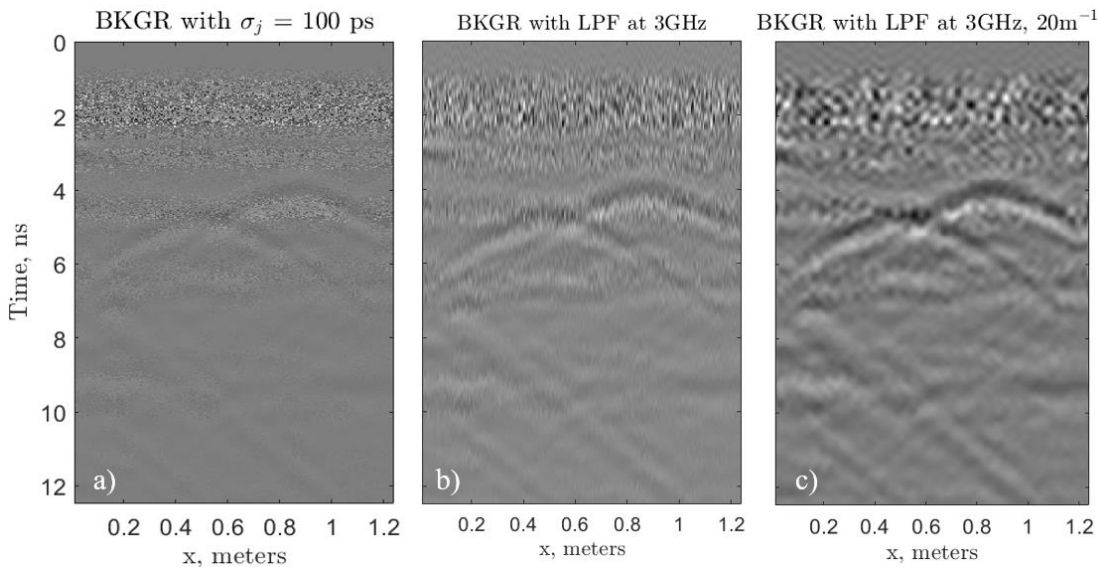 BKGR with σⱼ = 100 ps
BKGR with LPF at 3GHz
BKGR with LPF at 3GHz, 20m⁻¹
Time, ns
0
2
4
6
8
10
12
a)
b)
c)
0.2 0.4 0.6 0.8 1 1.2
0.2 0.4 0.6 0.8 1 1.2
0.2 0.4 0.6 0.8 1 1.2
x, meters
x, meters
x, meters